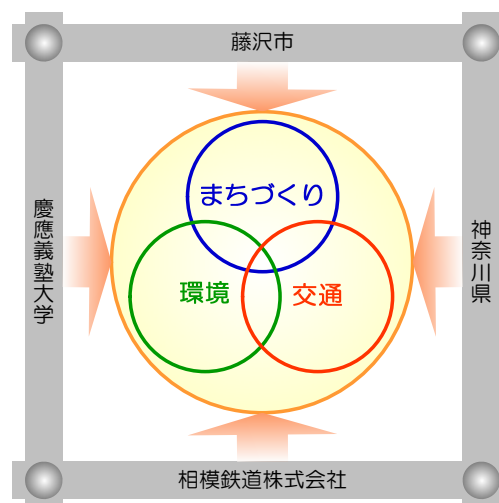 藤沢市
まちづくり
慶應義塾大学
環境
交通
神奈川県
相模鉄道株式会社